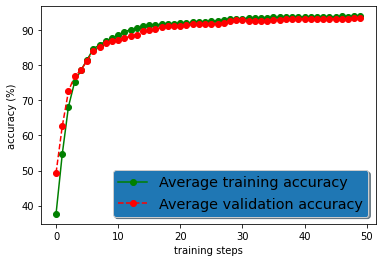 90
80
70
60
50
40
accuracy (%)
Average training accuracy
Average validation accuracy
0 10 20 30 40 50
training steps